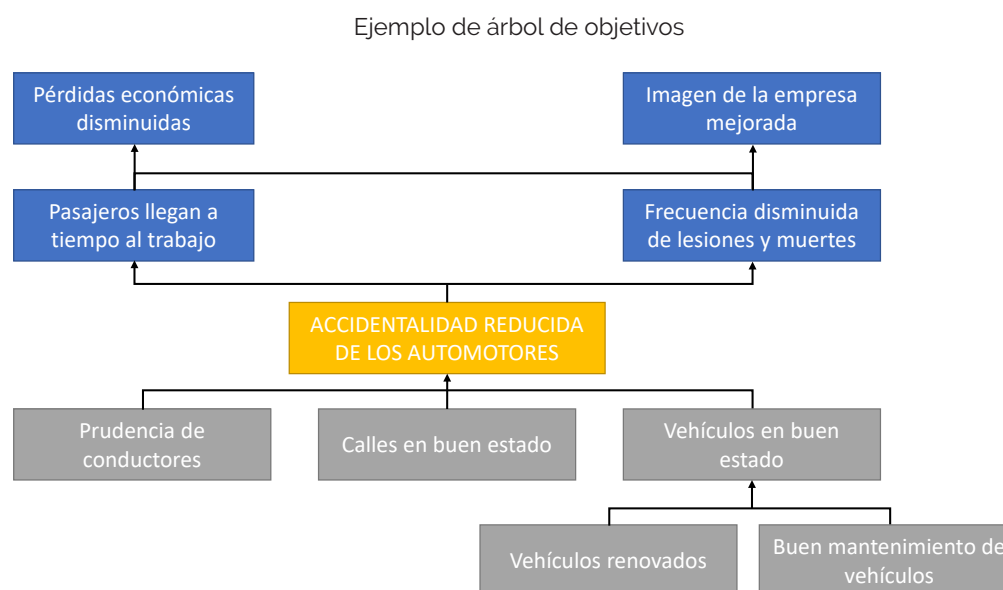 Ejemplo de árbol de objetivos
Pérdidas económicas
disminuidas
Imagen de la empresa
mejorada
Pasajeros llegan a
tiempo al trabajo
Frecuencia disminuida
de lesiones y muertes
ACCIDENTALIDAD REDUCIDA
DE LOS AUTOMOTORES
Prudencia de
conductores
Calles en buen estado
Vehículos en buen
estado
Vehículos renovados
Buen mantenimiento de
vehículos